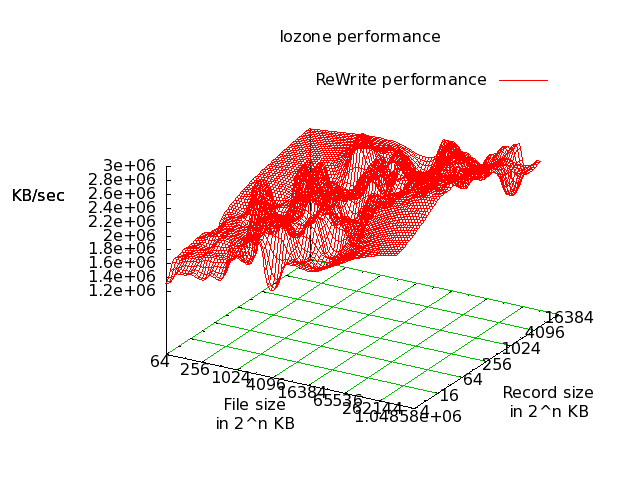 Iozone performance
ReWrite performance
3e+06
2.8e+06
2.6e+06
KB/sec
2.4e+06
2.2e+06
2e+06
1.8e+06
1.6e+06
1.4e+06
1.2e+06
64
256
1024
4096
16384
65536
262144
1.04858e+06
4
16
64
256
1024
4096
16384
File size
in 2^n KB
Record size
in 2^n KB